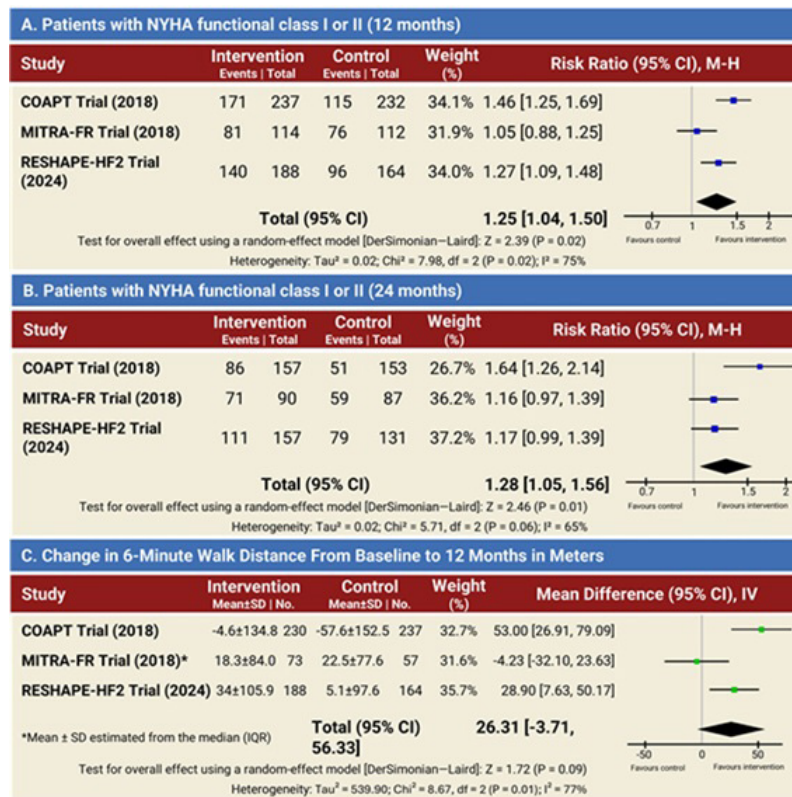 A. Patients with NYHA functional class I or II (12 months)
Study Intervention Control Weight Risk Ratio (95% CI), M-H
Events | Total Events | Total (%)
COAPT Trial (2018) 171 237 115 232 34.1% 1.46 [1.25, 1.69]
MITRA-FR Trial (2018) 81 114 76 112 31.9% 1.05 [0.88, 1.25]
RESHAPE-HF2 Trial (2024) 140 188 96 164 34.0% 1.27 [1.09, 1.48]
Total (95% CI) 1.25 [1.04, 1.50]
0.7 1 1.5 2
Favours control Favours intervention
Test for overall effect using a random-effect model [DerSimonian–Laird]: Z = 2.39 (P = 0.02)
Heterogeneity: Tau² = 0.02; Chi² = 7.98, df = 2 (P = 0.02); I² = 75%
B. Patients with NYHA functional class I or II (24 months)
Study Intervention Control Weight Risk Ratio (95% CI), M-H
Events | Total Events | Total (%)
COAPT Trial (2018) 86 157 51 153 26.7% 1.64 [1.26, 2.14]
MITRA-FR Trial (2018) 71 90 59 87 36.2% 1.16 [0.97, 1.39]
RESHAPE-HF2 Trial (2024) 111 157 79 131 37.2% 1.17 [0.99, 1.39]
Total (95% CI) 1.28 [1.05, 1.56]
0.7 1 1.5 2
Favours control Favours intervention
Test for overall effect using a random-effect model [DerSimonian–Laird]: Z = 2.46 (P = 0.01)
Heterogeneity: Tau² = 0.02; Chi² = 5.71, df = 2 (P = 0.06); I² = 65%
C. Change in 6-Minute Walk Distance From Baseline to 12 Months in Meters
Study Intervention Control Weight Mean Difference (95% CI), IV
Mean±SD | No. Mean±SD | No. (%)
COAPT Trial (2018) -4.6±134.8 230 -57.6±152.5 237 32.7% 53.00 [26.91, 79.09]
MITRA-FR Trial (2018)* 18.3±84.0 73 22.5±77.6 57 31.6% -4.23 [-32.10, 23.63]
RESHAPE-HF2 Trial (2024) 34±105.9 188 5.1±97.6 164 35.7% 28.90 [7.63, 50.17]
*Mean ± SD estimated from the median (IQR) Total (95% CI) 26.31 [-3.71, 56.33]
-50 0 50
Favours control Favours intervention
Test for overall effect using a random-effect model [DerSimonian–Laird]: Z = 1.72 (P = 0.09)
Heterogeneity: Tau² = 539.90; Chi² = 8.67, df = 2 (P = 0.01); I² = 77%